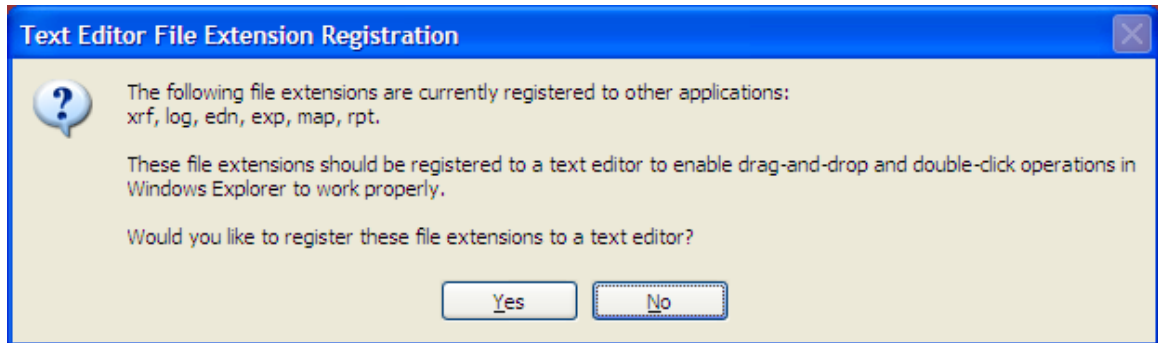 Text Editor File Extension Registration
The following file extensions are currently registered to other applications:
xrf, log, edn, exp, map, rpt.
These file extensions should be registered to a text editor to enable drag-and-drop and double-click operations in
Windows Explorer to work properly.
Would you like to register these file extensions to a text editor?
Yes No